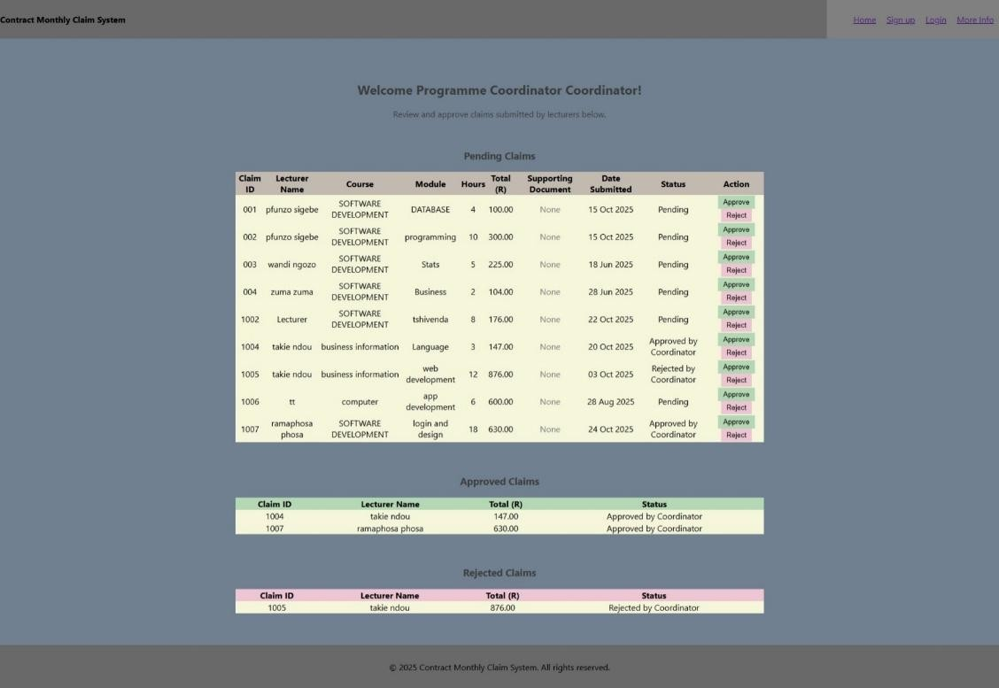 Contract Monthly Claim System
Home Sign up Login More Info
Welcome Programme Coordinator Coordinator!
Review and approve claims submitted by lecturers below.
Pending Claims
Claim ID Lecturer Name Course Module Hours Total (R) Supporting Document Date Submitted Status Action
001 pfunzo sigebe SOFTWARE DEVELOPMENT DATABASE 4 100.00 None 15 Oct 2025 Pending Approve Reject
002 pfunzo sigebe SOFTWARE DEVELOPMENT programming 10 300.00 None 15 Oct 2025 Pending Approve Reject
003 wandi ngozo SOFTWARE DEVELOPMENT Stats 5 225.00 None 18 Jun 2025 Pending Approve Reject
004 zuma zuma SOFTWARE DEVELOPMENT Business 2 104.00 None 28 Jun 2025 Pending Approve Reject
1002 Lecturer SOFTWARE DEVELOPMENT tshivenda 8 176.00 None 22 Oct 2025 Pending Approve Reject
1004 takie ndou business information Language 3 147.00 None 20 Oct 2025 Approved by Coordinator Approve Reject
1005 takie ndou business information web development 12 876.00 None 03 Oct 2025 Rejected by Coordinator Approve Reject
1006 tt computer app development 6 600.00 None 28 Aug 2025 Pending Approve Reject
1007 ramaphosa phosa SOFTWARE DEVELOPMENT login and design 18 630.00 None 24 Oct 2025 Approved by Coordinator Approve Reject
Approved Claims
Claim ID Lecturer Name Total (R) Status
1004 takie ndou 147.00 Approved by Coordinator
1007 ramaphosa phosa 630.00 Approved by Coordinator
Rejected Claims
Claim ID Lecturer Name Total (R) Status
1005 takie ndou 876.00 Rejected by Coordinator
© 2025 Contract Monthly Claim System. All rights reserved.